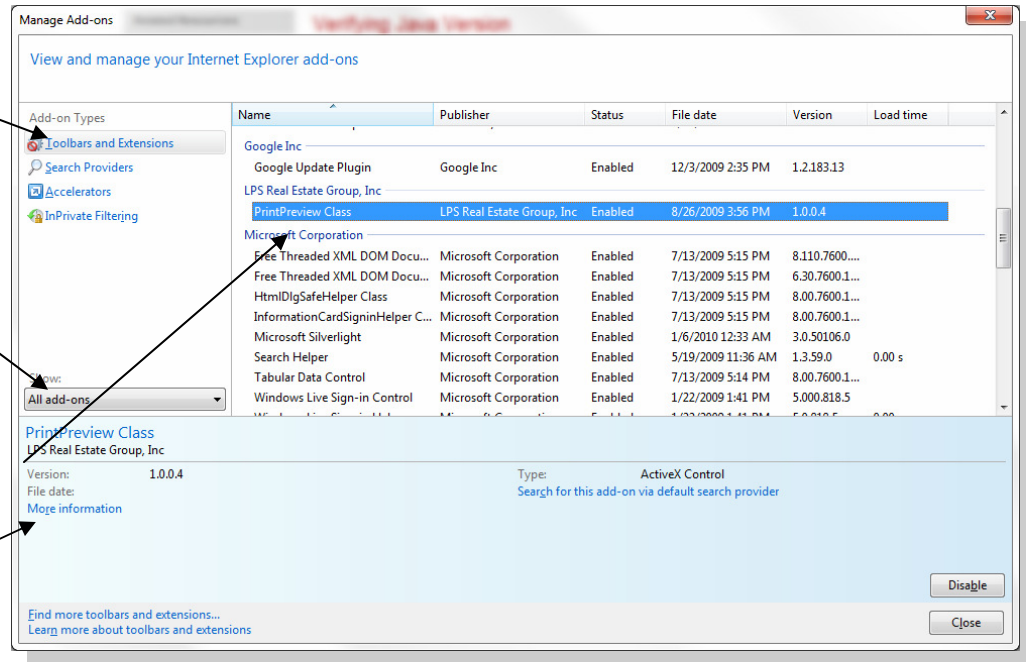 Manage Add-ons
Verifying Java Version
View and manage your Internet Explorer add-ons
Add-on Types
Toolbars and Extensions
Search Providers
Accelerators
InPrivate Filtering
Show:
All add-ons
Name Publisher Status File date Version Load time
Google Inc
Google Update Plugin Google Inc Enabled 12/3/2009 2:35 PM 1.2.183.13
LPS Real Estate Group, Inc
PrintPreview Class LPS Real Estate Group, Inc Enabled 8/26/2009 3:56 PM 1.0.0.4
Microsoft Corporation
Free Threaded XML DOM Docu... Microsoft Corporation Enabled 7/13/2009 5:15 PM 8.110.7600....
Free Threaded XML DOM Docu... Microsoft Corporation Enabled 7/13/2009 5:15 PM 6.30.7600.1...
HtmlDlgSafeHelper Class Microsoft Corporation Enabled 7/13/2009 5:15 PM 8.00.7600.1...
InformationCardSigninHelper C... Microsoft Corporation Enabled 7/13/2009 5:15 PM 8.00.7600.1...
Microsoft Silverlight Microsoft Corporation Enabled 1/6/2010 12:33 AM 3.0.50106.0
Search Helper Microsoft Corporation Enabled 5/19/2009 11:36 AM 1.3.59.0 0.00 s
Tabular Data Control Microsoft Corporation Enabled 7/13/2009 5:14 PM 8.00.7600.1...
Windows Live Sign-in Control Microsoft Corporation Enabled 1/22/2009 1:41 PM 5.000.818.5
PrintPreview Class
LPS Real Estate Group, Inc
Version: 1.0.0.4
File date:
More information
Type: ActiveX Control
Search for this add-on via default search provider
Disable
Find more toolbars and extensions...
Learn more about toolbars and extensions
Close